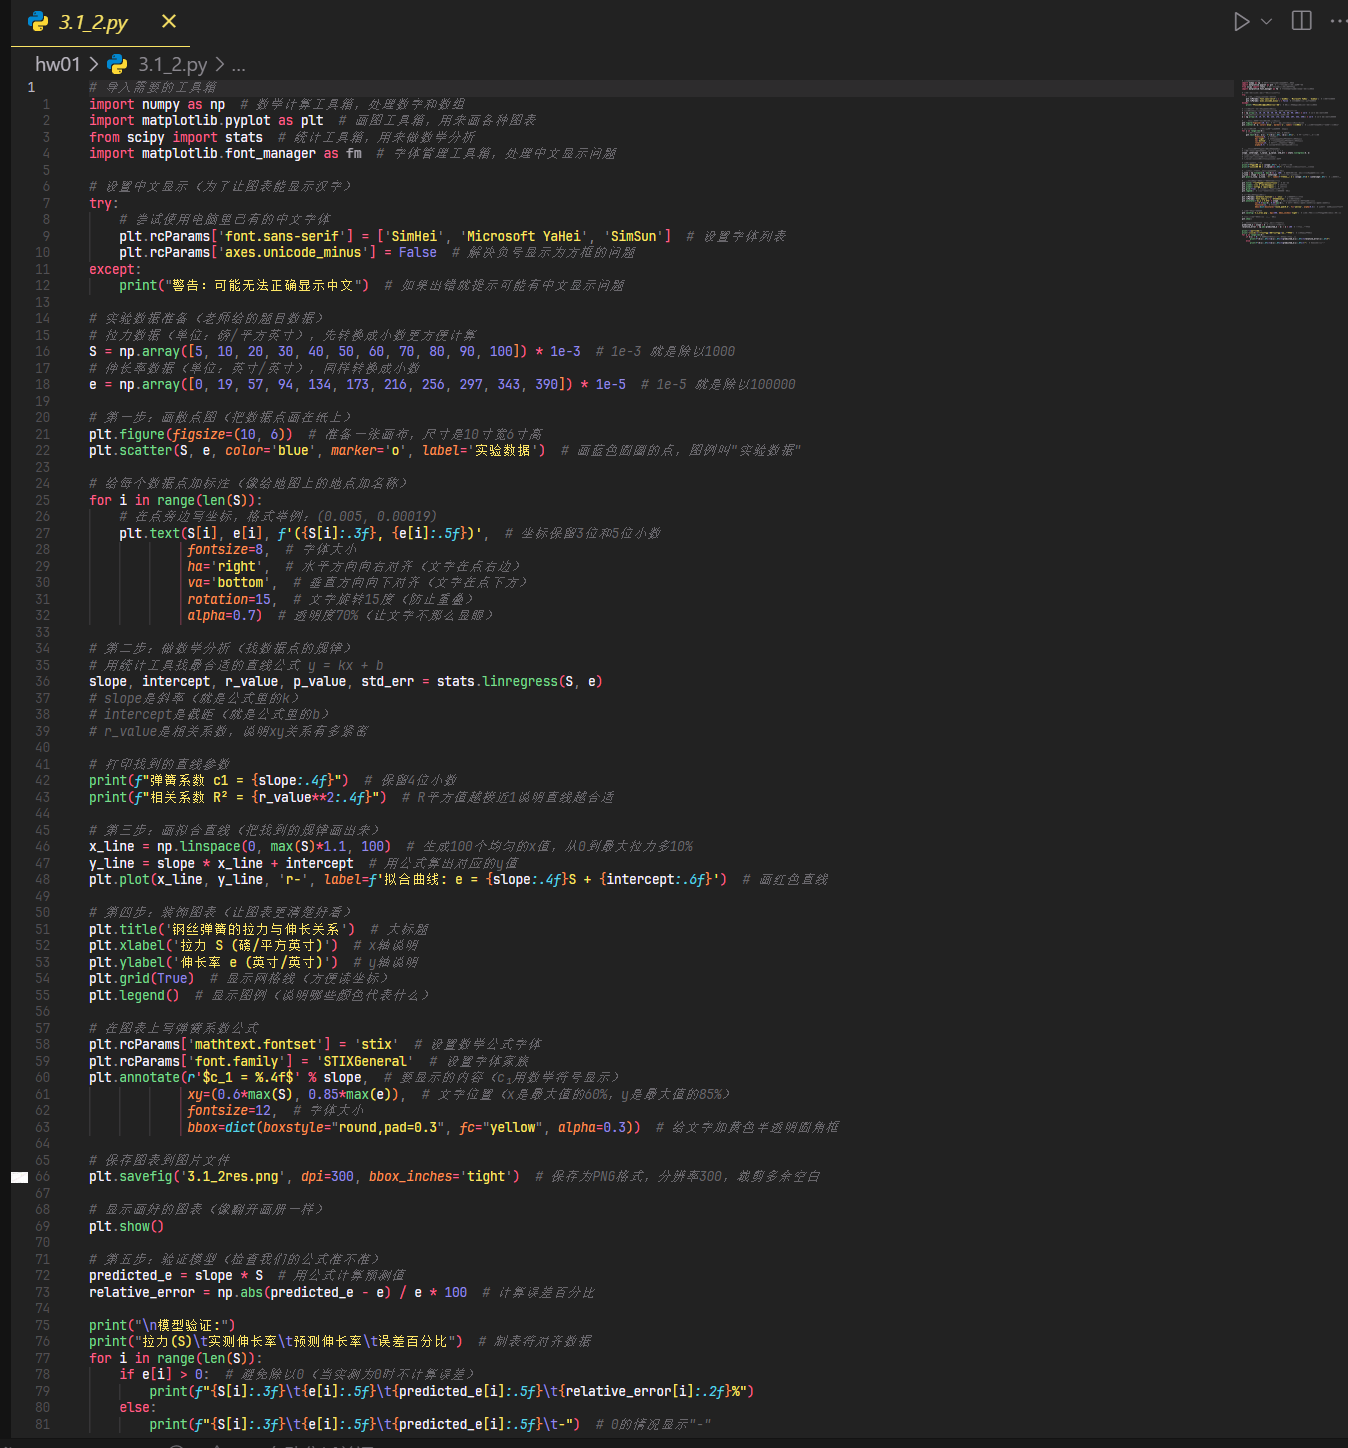 3.1_2.py
hw01 > 3.1_2.py > ...
1 # 导入需要的工具箱
1 import numpy as np # 数学计算工具箱，处理数字和数组
2 import matplotlib.pyplot as plt # 画图工具箱，用来画各种图表
3 from scipy import stats # 统计工具箱，用来做数学分析
4 import matplotlib.font_manager as fm # 字体管理工具箱，处理中文显示问题
5
6 # 设置中文显示（为了让图表能显示汉字）
7 try:
8 # 尝试使用电脑里已有的中文字体
9 plt.rcParams['font.sans-serif'] = ['SimHei', 'Microsoft YaHei', 'SimSun'] # 设置字体列表
10 plt.rcParams['axes.unicode_minus'] = False # 解决负号显示为方框的问题
11 except:
12 print("警告：可能无法正确显示中文") # 如果出错就提示可能有中文显示问题
13
14 # 实验数据准备（老师给的题目数据）
15 # 拉力数据（单位：磅/平方英寸），先转换成小数更方便计算
16 S = np.array([5, 10, 20, 30, 40, 50, 60, 70, 80, 90, 100]) * 1e-3 # 1e-3 就是除以1000
17 # 伸长率数据（单位：英寸/英寸），同样转换成小数
18 e = np.array([0, 19, 57, 94, 134, 173, 216, 256, 297, 343, 390]) * 1e-5 # 1e-5 就是除以100000
19
20 # 第一步：画散点图（把数据点画在纸上）
21 plt.figure(figsize=(10, 6)) # 准备一张画布，尺寸是10寸宽6寸高
22 plt.scatter(S, e, color='blue', marker='o', label='实验数据') # 画蓝色圆圈的点，图例叫"实验数据"
23
24 # 给每个数据点加标注（像给地图上的地点加名称）
25 for i in range(len(S)):
26 # 在点旁边写坐标，格式举例：(0.005, 0.00019)
27 plt.text(S[i], e[i], f'({S[i]:.3f}, {e[i]:.5f})', # 坐标保留3位和5位小数
28 fontsize=8, # 字体大小
29 ha='right', # 水平方向向右对齐（文字在点右边）
30 va='bottom', # 垂直方向向下对齐（文字在点下方）
31 rotation=15, # 文字旋转15度（防止重叠）
32 alpha=0.7) # 透明度70%（让文字不那么显眼）
33
34 # 第二步：做数学分析（找数据点的规律）
35 # 用统计工具找最合适的直线公式 y = kx + b
36 slope, intercept, r_value, p_value, std_err = stats.linregress(S, e)
37 # slope是斜率（就是公式里的k）
38 # intercept是截距（就是公式里的b）
39 # r_value是相关系数，说明xy关系有多紧密
40
41 # 打印找到的直线参数
42 print(f"弹簧系数 c1 = {slope:.4f}") # 保留4位小数
43 print(f"相关系数 R² = {r_value**2:.4f}") # R平方值越接近1说明直线越合适
44
45 # 第三步：画拟合直线（把找到的规律画出来）
46 x_line = np.linspace(0, max(S)*1.1, 100) # 生成100个均匀的x值，从0到最大拉力多10%
47 y_line = slope * x_line + intercept # 用公式算出对应的y值
48 plt.plot(x_line, y_line, 'r-', label=f'拟合曲线: e = {slope:.4f}S + {intercept:.6f}') # 画红色直线
49
50 # 第四步：装饰图表（让图表更清楚好看）
51 plt.title('钢丝弹簧的拉力与伸长关系') # 大标题
52 plt.xlabel('拉力 S (磅/平方英寸)') # x轴说明
53 plt.ylabel('伸长率 e (英寸/英寸)') # y轴说明
54 plt.grid(True) # 显示网格线（方便读坐标）
55 plt.legend() # 显示图例（说明哪些颜色代表什么）
56
57 # 在图表上写弹簧系数公式
58 plt.rcParams['mathtext.fontset'] = 'stix' # 设置数学公式字体
59 plt.rcParams['font.family'] = 'STIXGeneral' # 设置字体家族
60 plt.annotate(r'$c_1 = %.4f$' % slope, # 要显示的内容（c₁用数学符号显示）
61 xy=(0.6*max(S), 0.85*max(e)), # 文字位置（x是最大值的60%，y是最大值的85%）
62 fontsize=12, # 字体大小
63 bbox=dict(boxstyle="round,pad=0.3", fc="yellow", alpha=0.3)) # 给文字加黄色半透明圆角框
64
65 # 保存图表到图片文件
66 plt.savefig('3.1_2res.png', dpi=300, bbox_inches='tight') # 保存为PNG格式，分辨率300，裁剪多余空白
67
68 # 显示画好的图表（像翻开画册一样）
69 plt.show()
70
71 # 第五步：验证模型（检查我们的公式准不准）
72 predicted_e = slope * S # 用公式计算预测值
73 relative_error = np.abs(predicted_e - e) / e * 100 # 计算误差百分比
74
75 print("\n模型验证:")
76 print("拉力(S)\t实测伸长率\t预测伸长率\t误差百分比") # 制表符对齐数据
77 for i in range(len(S)):
78 if e[i] > 0: # 避免除以0（当实测为0时不计算误差）
79 print(f"{S[i]:.3f}\t{e[i]:.5f}\t{predicted_e[i]:.5f}\t{relative_error[i]:.2f}%")
80 else:
81 print(f"{S[i]:.3f}\t{e[i]:.5f}\t{predicted_e[i]:.5f}\t-") # 0的情况显示"-"